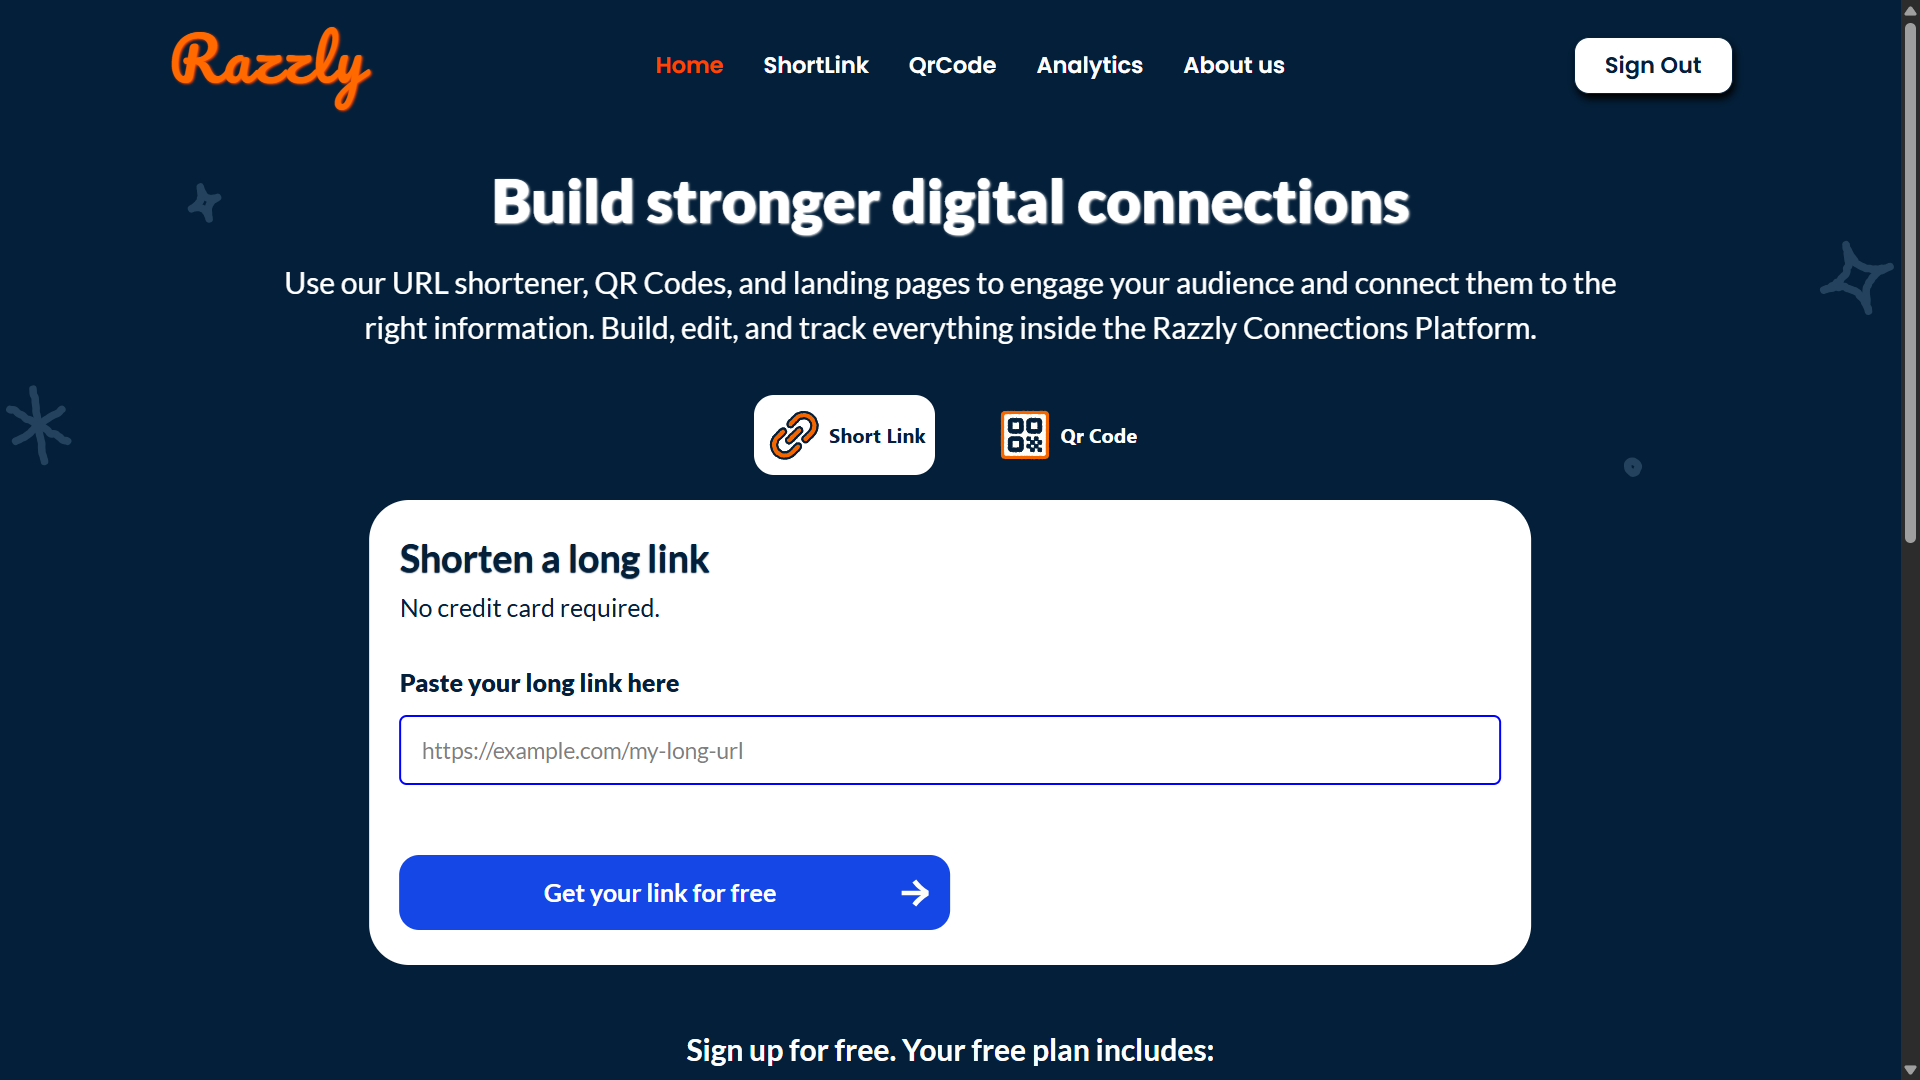 Razzly
Home
ShortLink
QrCode
Analytics
About us
Sign Out
Build stronger digital connections
Use our URL shortener, QR Codes, and landing pages to engage your audience and connect them to the
right information. Build, edit, and track everything inside the Razzly Connections Platform.
Short Link
Qr Code
Shorten a long link
No credit card required.
Paste your long link here
https://example.com/my-long-url
Get your link for free
Sign up for free. Your free plan includes: